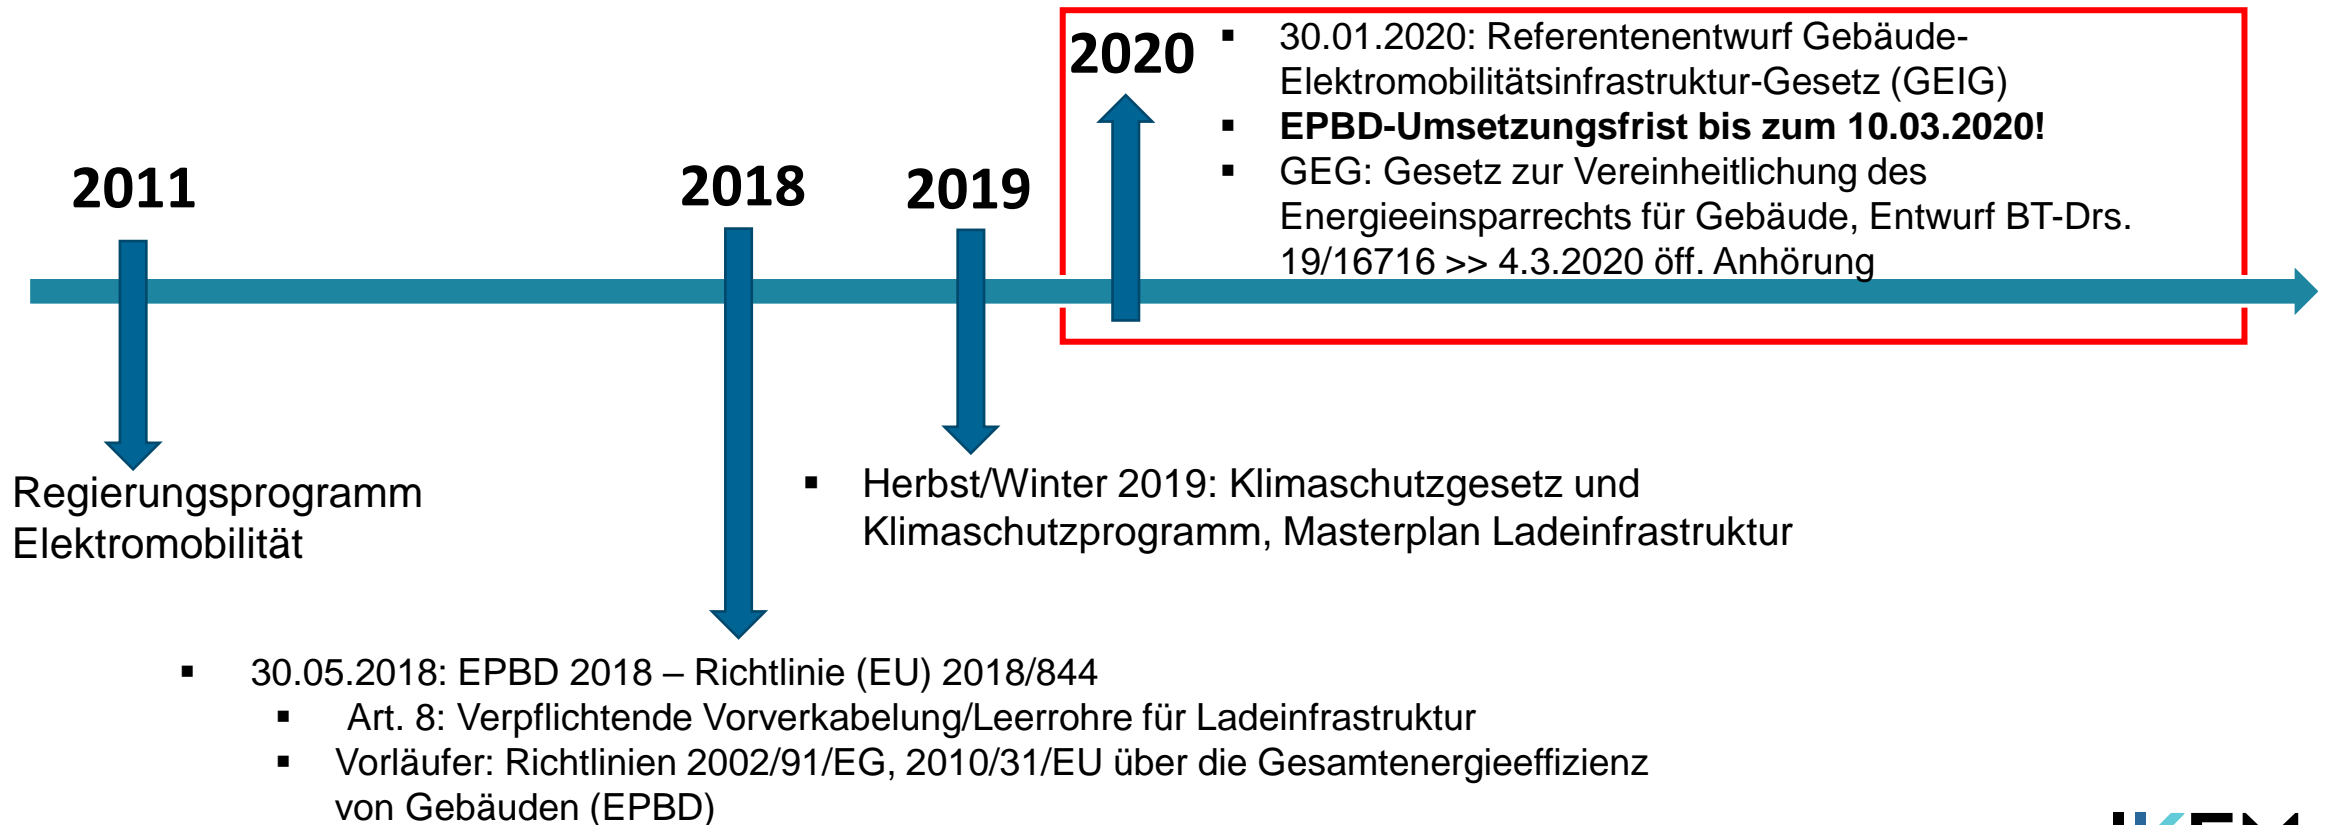 2020
▪ 30.01.2020: Referentenentwurf Gebäude-
Elektromobilitätsinfrastruktur-Gesetz (GEIG)
▪ EPBD-Umsetzungsfrist bis zum 10.03.2020!
▪ GEG: Gesetz zur Vereinheitlichung des
Energieeinsparrechts für Gebäude, Entwurf BT-Drs.
19/16716 >> 4.3.2020 öff. Anhörung
2011
2018
2019
Regierungsprogramm
Elektromobilität
▪ Herbst/Winter 2019: Klimaschutzgesetz und
Klimaschutzprogramm, Masterplan Ladeinfrastruktur
▪ 30.05.2018: EPBD 2018 – Richtlinie (EU) 2018/844
▪ Art. 8: Verpflichtende Vorverkabelung/Leerrohre für Ladeinfrastruktur
▪ Vorläufer: Richtlinien 2002/91/EG, 2010/31/EU über die Gesamtenergieeffizienz
von Gebäuden (EPBD)